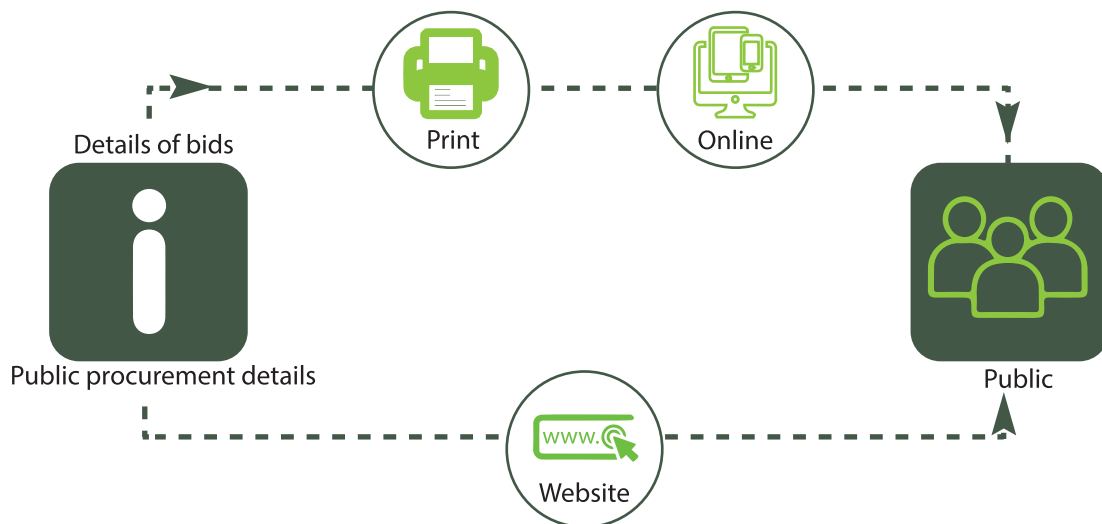 Print
Online
Details of bids
Public procurement details
Public
www.
Website